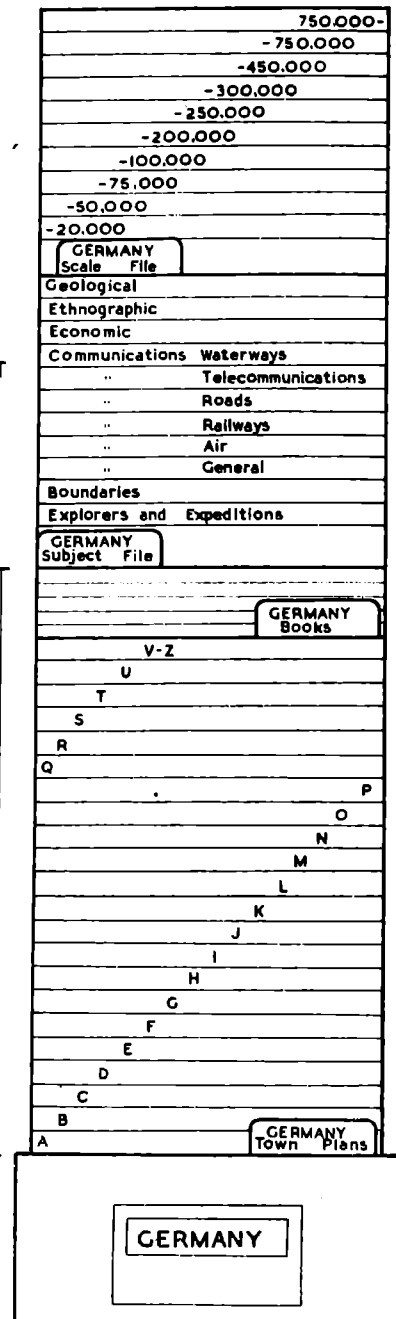 750.000-
-750.000
-450.000
-300,000
-250.000
-200.000
-100.000
-75.000
-50,000
-20.000
GERMANY
Scale File
Geological
Ethnographic
Economic
Communications Waterways
" Telecommunications
" Roads
" Railways
" Air
" General
Boundaries
Explorers and Expeditions
GERMANY
Subject File
GERMANY
Books
V-Z
U
T
S
R
Q
P
O
N
M
L
K
J
I
H
G
F
E
D
C
B
A
GERMANY
Town Plans
GERMANY